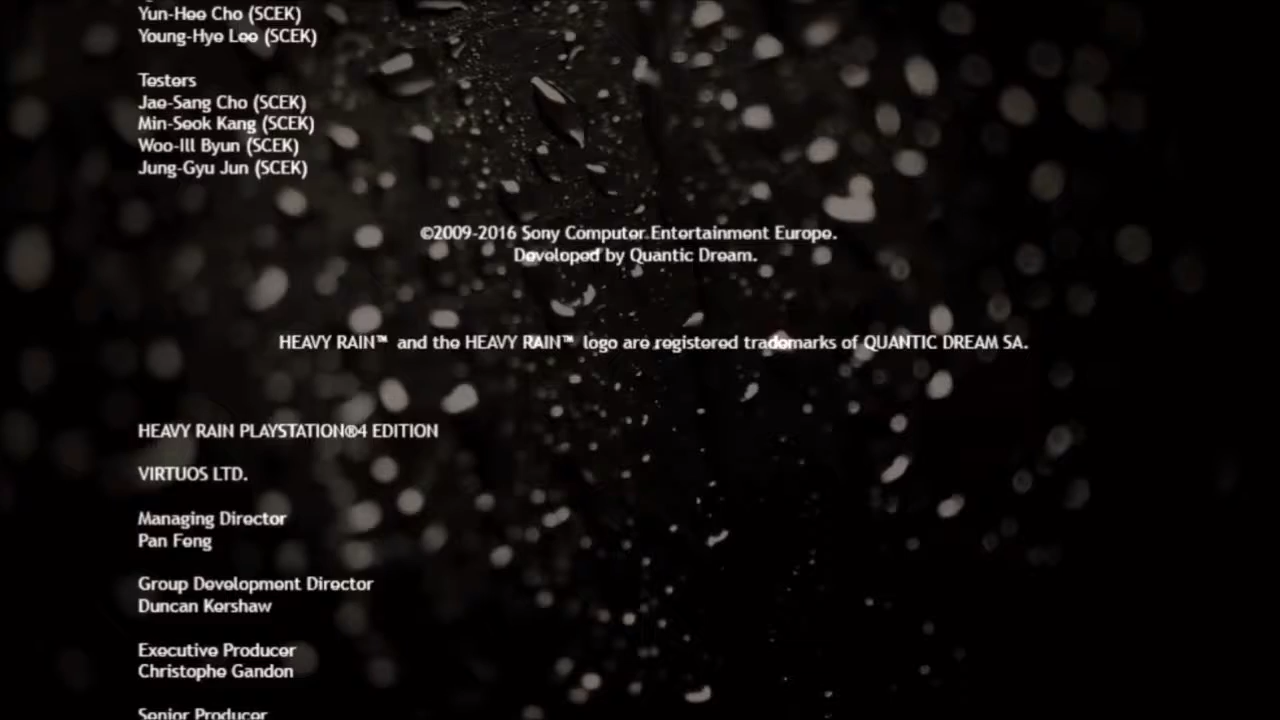 Yun-Hee Cho (SCEK)
Young-Hye Lee (SCEK)
Testers
Jae-Sang Cho (SCEK)
Min-Seok Kang (SCEK)
Woo-Ill Byun (SCEK)
Jung-Gyu Jun (SCEK)
©2009-2016 Sony Computer Entertainment Europe.
Developed by Quantic Dream.
HEAVY RAIN™ and the HEAVY RAIN™ logo are registered trademarks of QUANTIC DREAM SA.
HEAVY RAIN PLAYSTATION®4 EDITION
VIRTUOS LTD.
Managing Director
Pan Feng
Group Development Director
Duncan Kershaw
Executive Producer
Christophe Gandon
Senior Producer